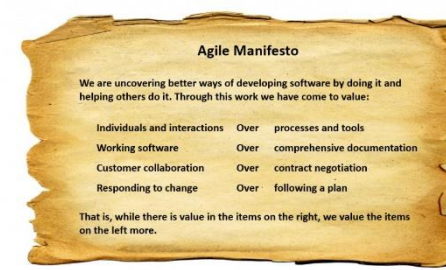 Agile Manifesto
We are uncovering better ways of developing software by doing it and
helping others do it. Through this work we have come to value:
Individuals and interactions Over processes and tools
Working software Over comprehensive documentation
Customer collaboration Over contract negotiation
Responding to change Over following a plan
That is, while there is value in the items on the right, we value the items
on the left more.